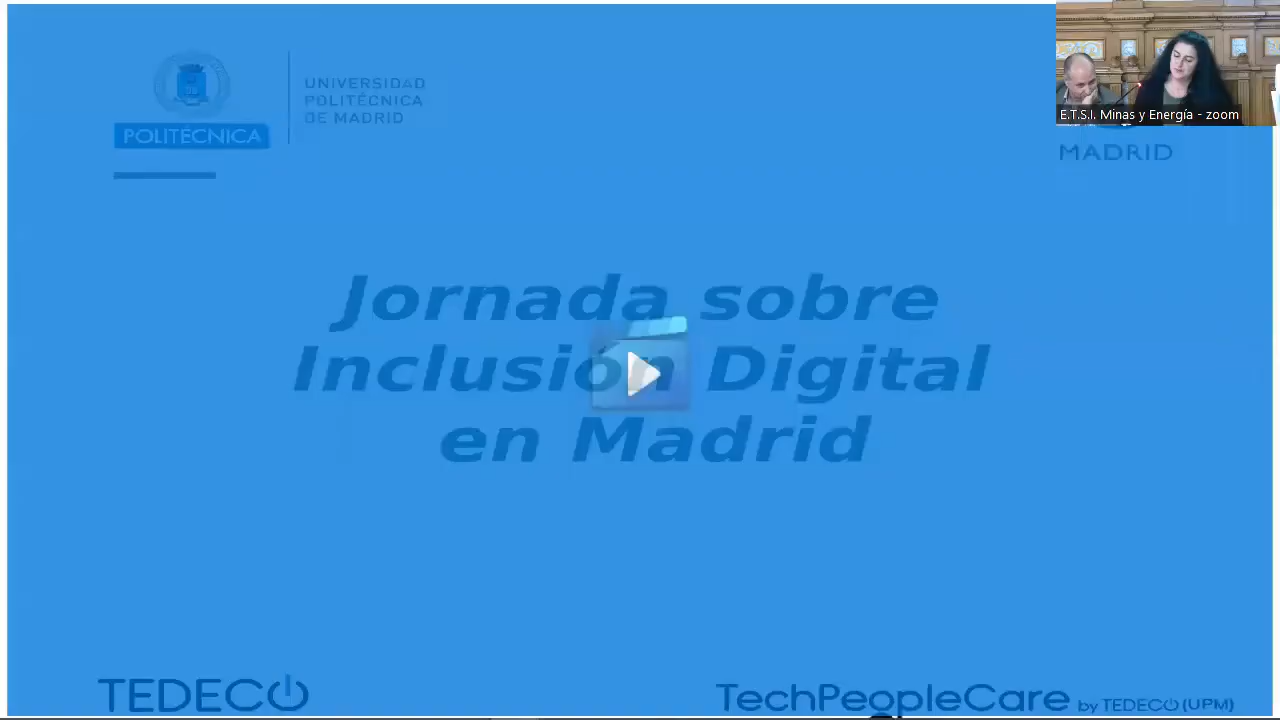 POLITÉCNICA
UNIVERSIDAD
POLITÉCNICA
DE MADRID
E.T.S.I. Minas y Energía - zoom
MADRID
Jornada sobre
Inclusión Digital
en Madrid
TEDECO
TechPeopleCare by TEDECO (UPM)